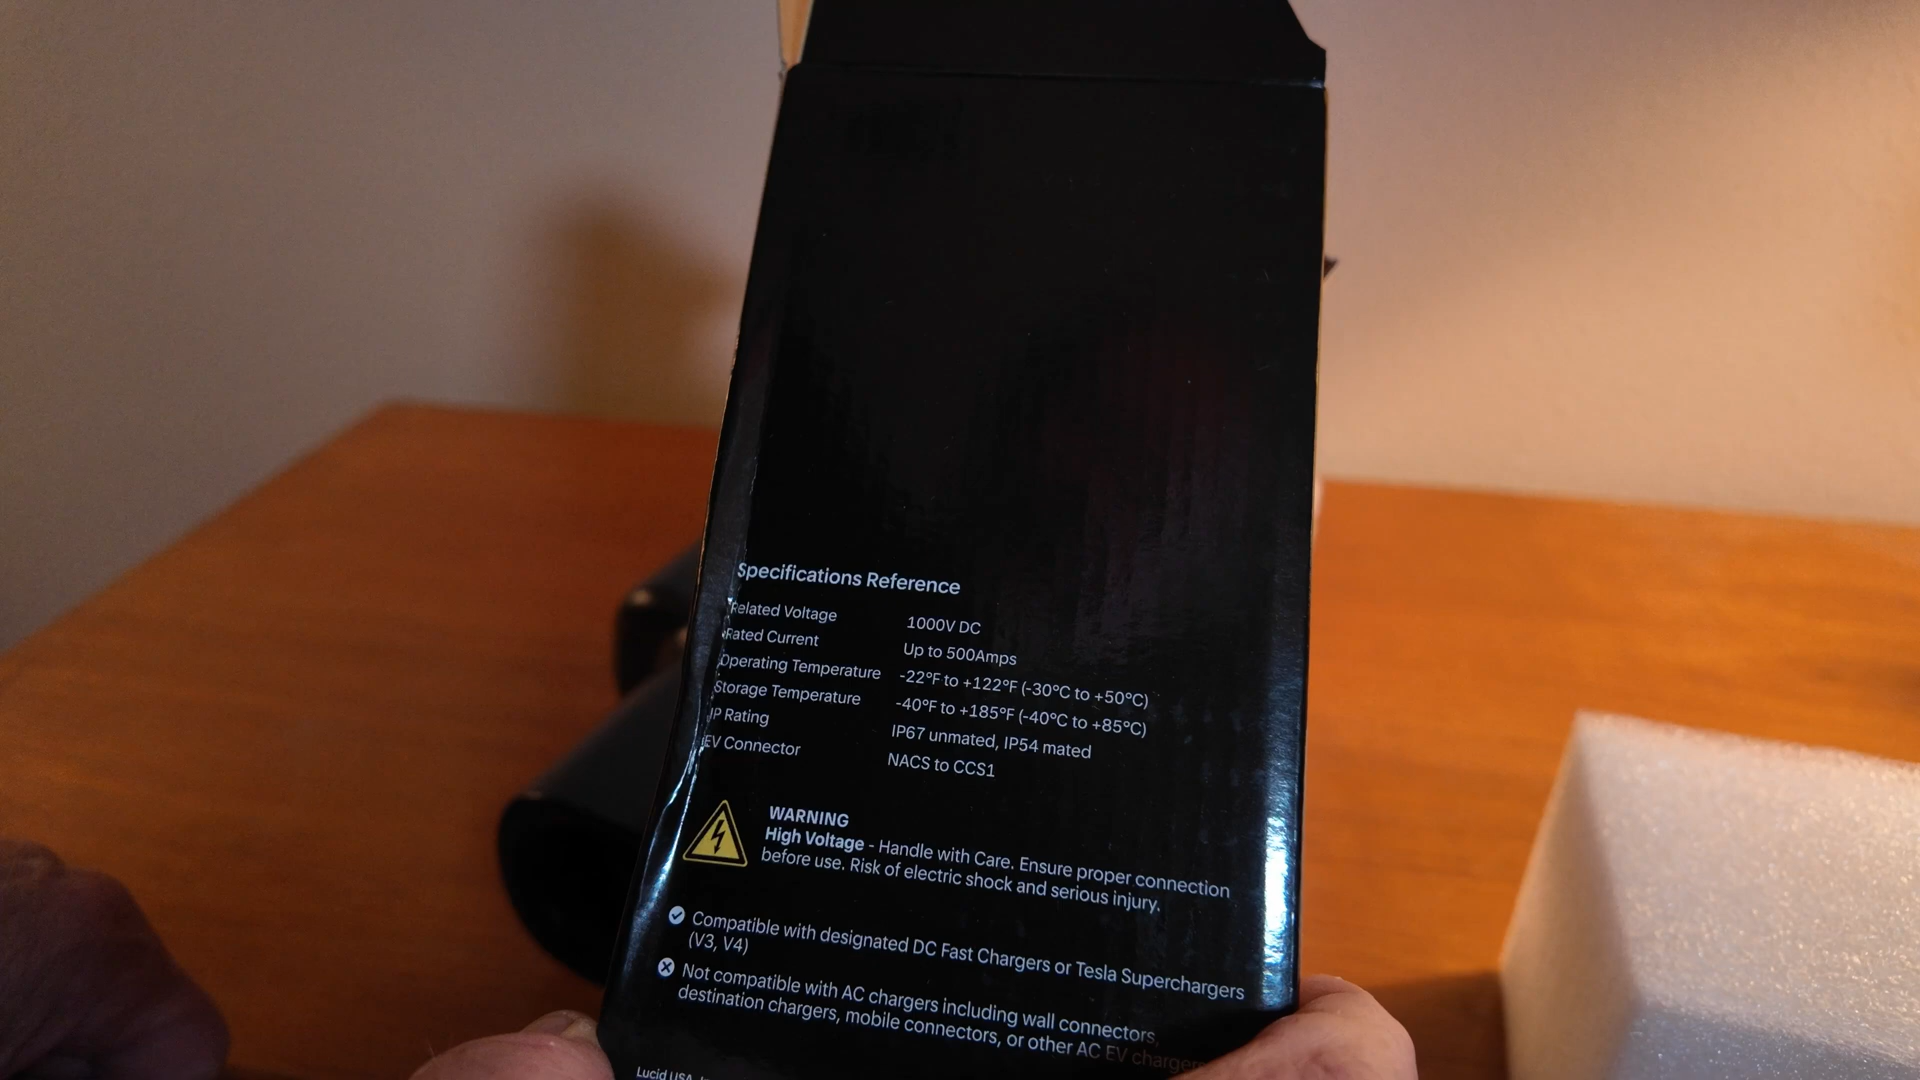 Specifications Reference
Related Voltage 1000V DC
Rated Current Up to 500Amps
Operating Temperature -22°F to +122°F (-30°C to +50°C)
Storage Temperature -40°F to +185°F (-40°C to +85°C)
IP Rating IP67 unmated, IP54 mated
EV Connector NACS to CCS1
WARNING
High Voltage - Handle with Care. Ensure proper connection
before use. Risk of electric shock and serious injury.
Compatible with designated DC Fast Chargers or Tesla Superchargers
(V3, V4)
Not compatible with AC chargers including wall connectors,
destination chargers, mobile connectors, or other AC EV chargers
Lucid USA